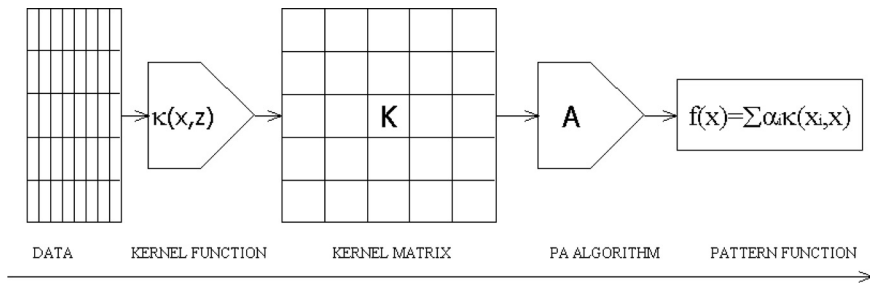 κ(x,z)
K
A
f(x)=∑αᵢκ(xᵢ,x)
DATA
KERNEL FUNCTION
KERNEL MATRIX
PA ALGORITHM
PATTERN FUNCTION